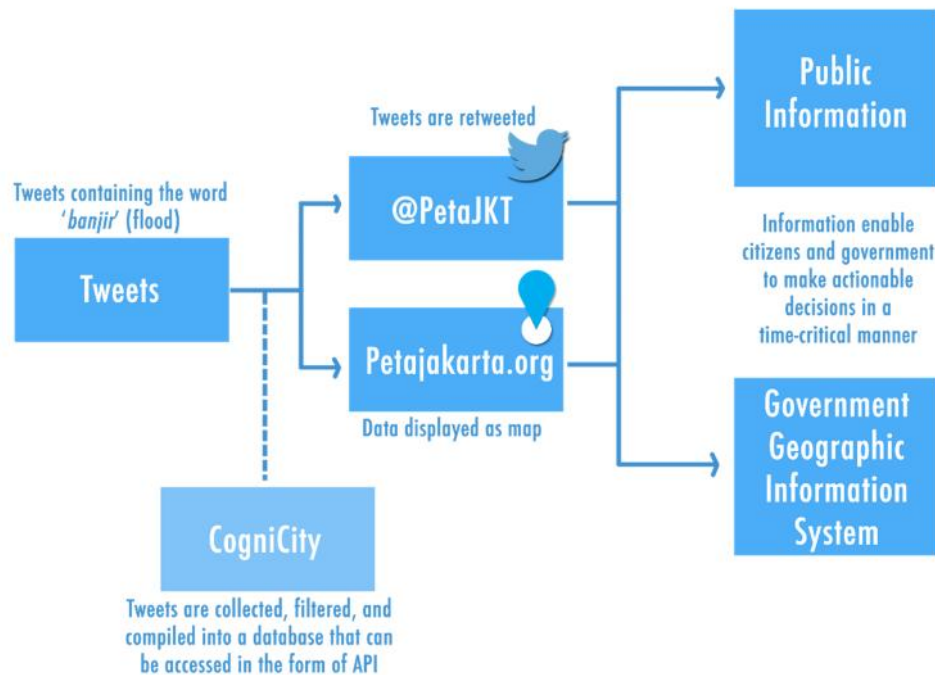 Tweets containing the word
‘banjir’ (flood)
Tweets
CogniCity
Tweets are collected, filtered, and
compiled into a database that can
be accessed in the form of API
Tweets are retweeted
@PetaJKT
Petajakarta.org
Data displayed as map
Public
Information
Information enable
citizens and government
to make actionable
decisions in a
time-critical manner
Government
Geographic
Information
System